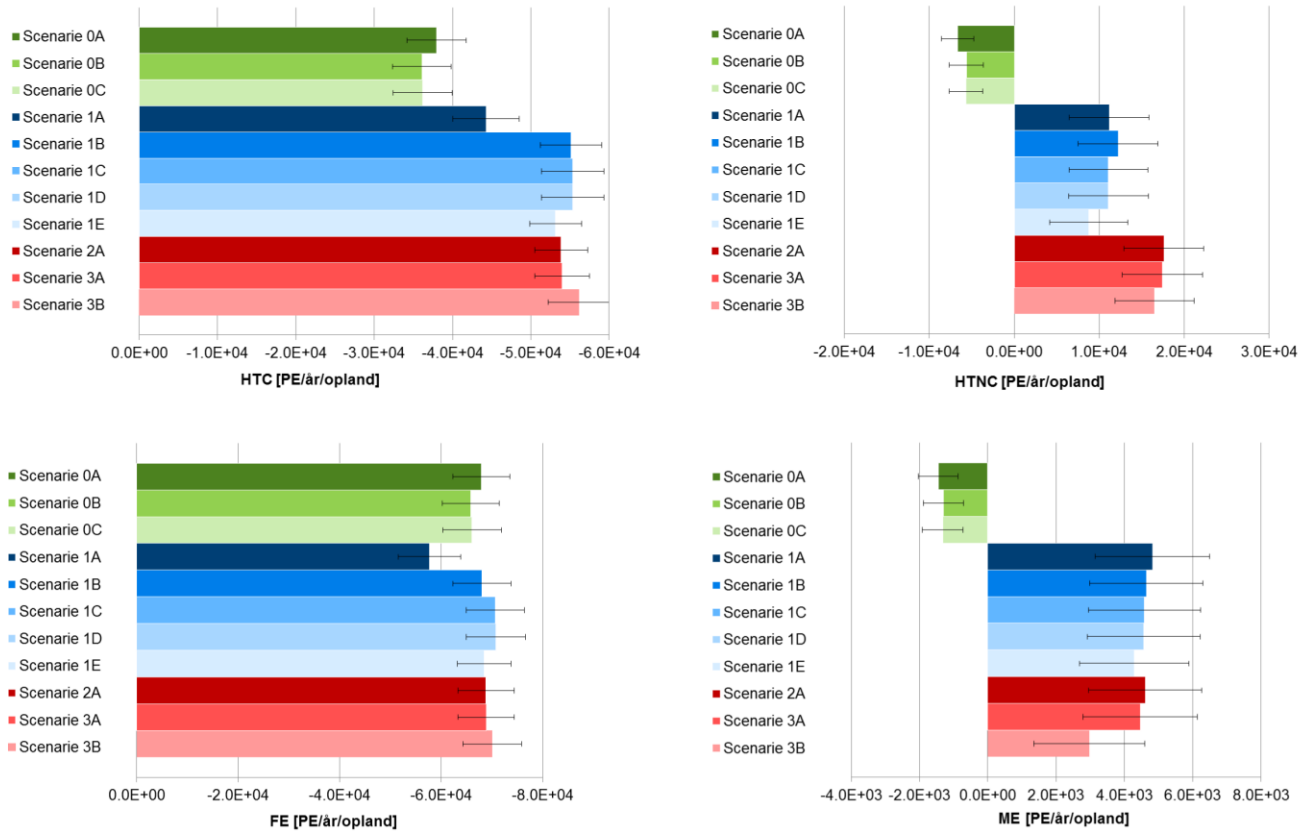 Scenarie 0A
Scenarie 0B
Scenarie 0C
Scenarie 1A
Scenarie 1B
Scenarie 1C
Scenarie 1D
Scenarie 1E
Scenarie 2A
Scenarie 3A
Scenarie 3B
0.0E+00 -1.0E+04 -2.0E+04 -3.0E+04 -4.0E+04 -5.0E+04 -6.0E+04
HTC [PE/år/opland]
Scenarie 0A
Scenarie 0B
Scenarie 0C
Scenarie 1A
Scenarie 1B
Scenarie 1C
Scenarie 1D
Scenarie 1E
Scenarie 2A
Scenarie 3A
Scenarie 3B
-2.0E+04 -1.0E+04 0.0E+00 1.0E+04 2.0E+04 3.0E+04
HTNC [PE/år/opland]
Scenarie 0A
Scenarie 0B
Scenarie 0C
Scenarie 1A
Scenarie 1B
Scenarie 1C
Scenarie 1D
Scenarie 1E
Scenarie 2A
Scenarie 3A
Scenarie 3B
0.0E+00 -2.0E+04 -4.0E+04 -6.0E+04 -8.0E+04
FE [PE/år/opland]
Scenarie 0A
Scenarie 0B
Scenarie 0C
Scenarie 1A
Scenarie 1B
Scenarie 1C
Scenarie 1D
Scenarie 1E
Scenarie 2A
Scenarie 3A
Scenarie 3B
-4.0E+03 -2.0E+03 0.0E+00 2.0E+03 4.0E+03 6.0E+03 8.0E+03
ME [PE/år/opland]